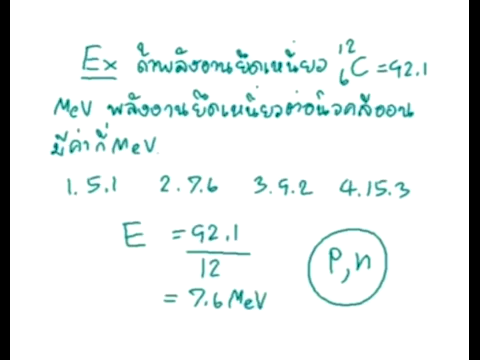 Ex ถ้าพลังงานยึดเหนี่ยว ¹²₆C = 92.1
MeV พลังงานยึดเหนี่ยวต่อนิวคลีออน
มีค่ากี่ MeV
1. 5.1 2. 7.6 3. 9.2 4. 15.3
E = 92.1
12
= 7.6 MeV
P, n